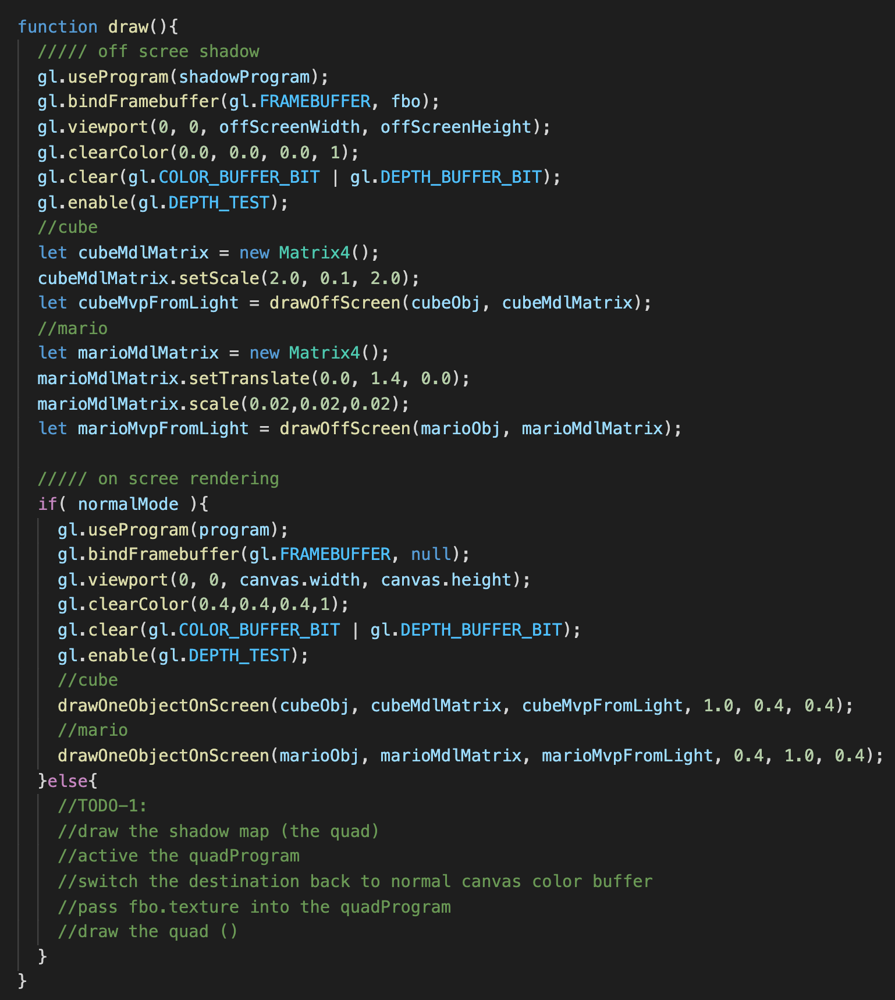 function draw(){
  ///// off scree shadow
  gl.useProgram(shadowProgram);
  gl.bindFramebuffer(gl.FRAMEBUFFER, fbo);
  gl.viewport(0, 0, offScreenWidth, offScreenHeight);
  gl.clearColor(0.0, 0.0, 0.0, 1);
  gl.clear(gl.COLOR_BUFFER_BIT | gl.DEPTH_BUFFER_BIT);
  gl.enable(gl.DEPTH_TEST);
  //cube
  let cubeMdlMatrix = new Matrix4();
  cubeMdlMatrix.setScale(2.0, 0.1, 2.0);
  let cubeMvpFromLight = drawOffScreen(cubeObj, cubeMdlMatrix);
  //mario
  let marioMdlMatrix = new Matrix4();
  marioMdlMatrix.setTranslate(0.0, 1.4, 0.0);
  marioMdlMatrix.scale(0.02,0.02,0.02);
  let marioMvpFromLight = drawOffScreen(marioObj, marioMdlMatrix);

  ///// on scree rendering
  if( normalMode ){
    gl.useProgram(program);
    gl.bindFramebuffer(gl.FRAMEBUFFER, null);
    gl.viewport(0, 0, canvas.width, canvas.height);
    gl.clearColor(0.4,0.4,0.4,1);
    gl.clear(gl.COLOR_BUFFER_BIT | gl.DEPTH_BUFFER_BIT);
    gl.enable(gl.DEPTH_TEST);
    //cube
    drawOneObjectOnScreen(cubeObj, cubeMdlMatrix, cubeMvpFromLight, 1.0, 0.4, 0.4);
    //mario
    drawOneObjectOnScreen(marioObj, marioMdlMatrix, marioMvpFromLight, 0.4, 1.0, 0.4);
  }else{
    //TODO-1:
    //draw the shadow map (the quad)
    //active the quadProgram
    //switch the destination back to normal canvas color buffer
    //pass fbo.texture into the quadProgram
    //draw the quad ()
  }
}